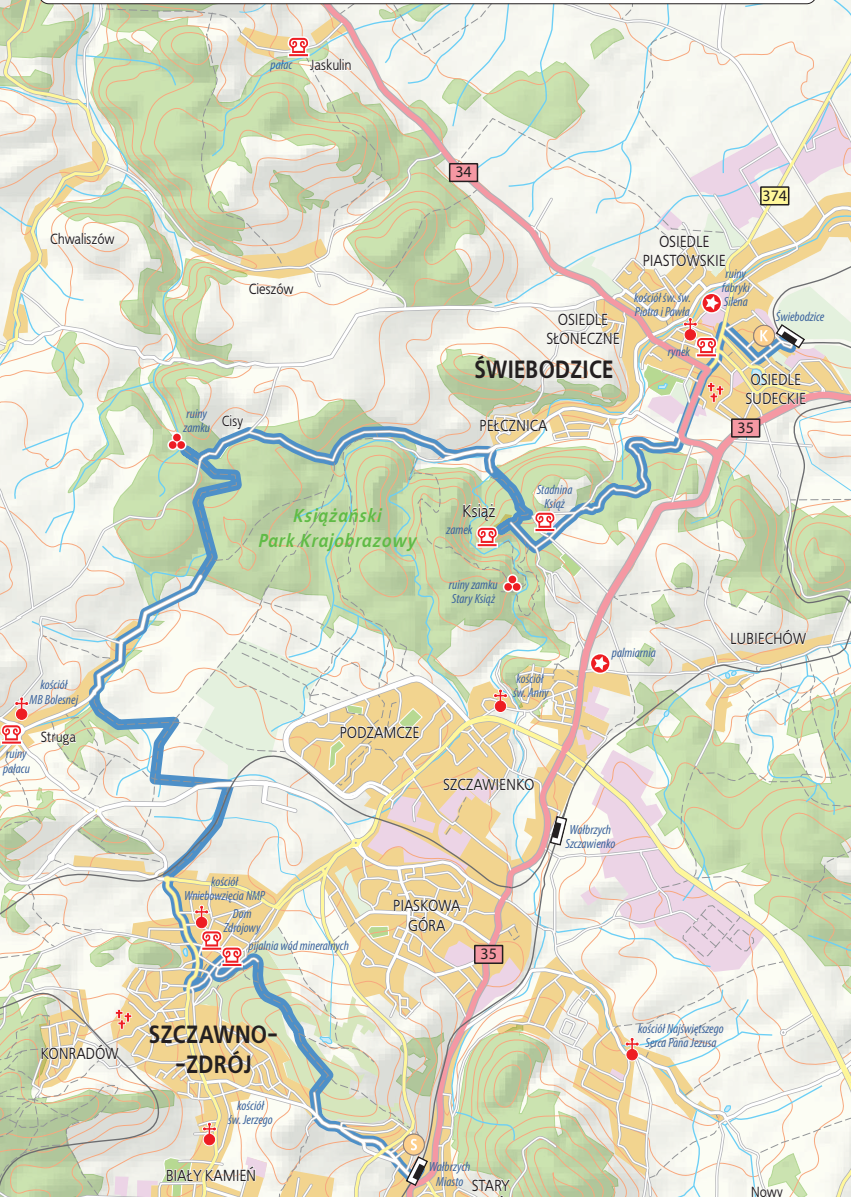 pałac
Jaskulin
34
374
Chwaliszów
OSIEDLE
PIASTOWSKIE
ruiny
fabryki
Silena
Cieszów
kościół św. św.
Piotra i Pawła
Świebodzice
OSIEDLE
SŁONECZNE
K
rynek
ŚWIEBODZICE
OSIEDLE
SUDECKIE
ruiny
zamku
Cisy
PEŁCZNICA
35
Stadnina
Książ
Książ
zamek
Książański
Park Krajobrazowy
ruiny zamku
Stary Książ
LUBIECHÓW
palmiarnia
kościół
MB Bolesnej
kościół
św. Anny
Struga
ruiny
pałacu
PODZAMCZE
SZCZAWIENKO
Wałbrzych
Szczawienko
kościół
Wniebowzięcia NMP
Dom
Zdrojowy
pijalnia wód mineralnych
PIASKOWA
GÓRA
35
SZCZAWNO-
-ZDRÓJ
KONRADÓW
kościół Najświętszego
Serca Pana Jezusa
kościół
św. Jerzego
S
Wałbrzych
Miasto
BIAŁY KAMIEŃ
STARY
Nowy